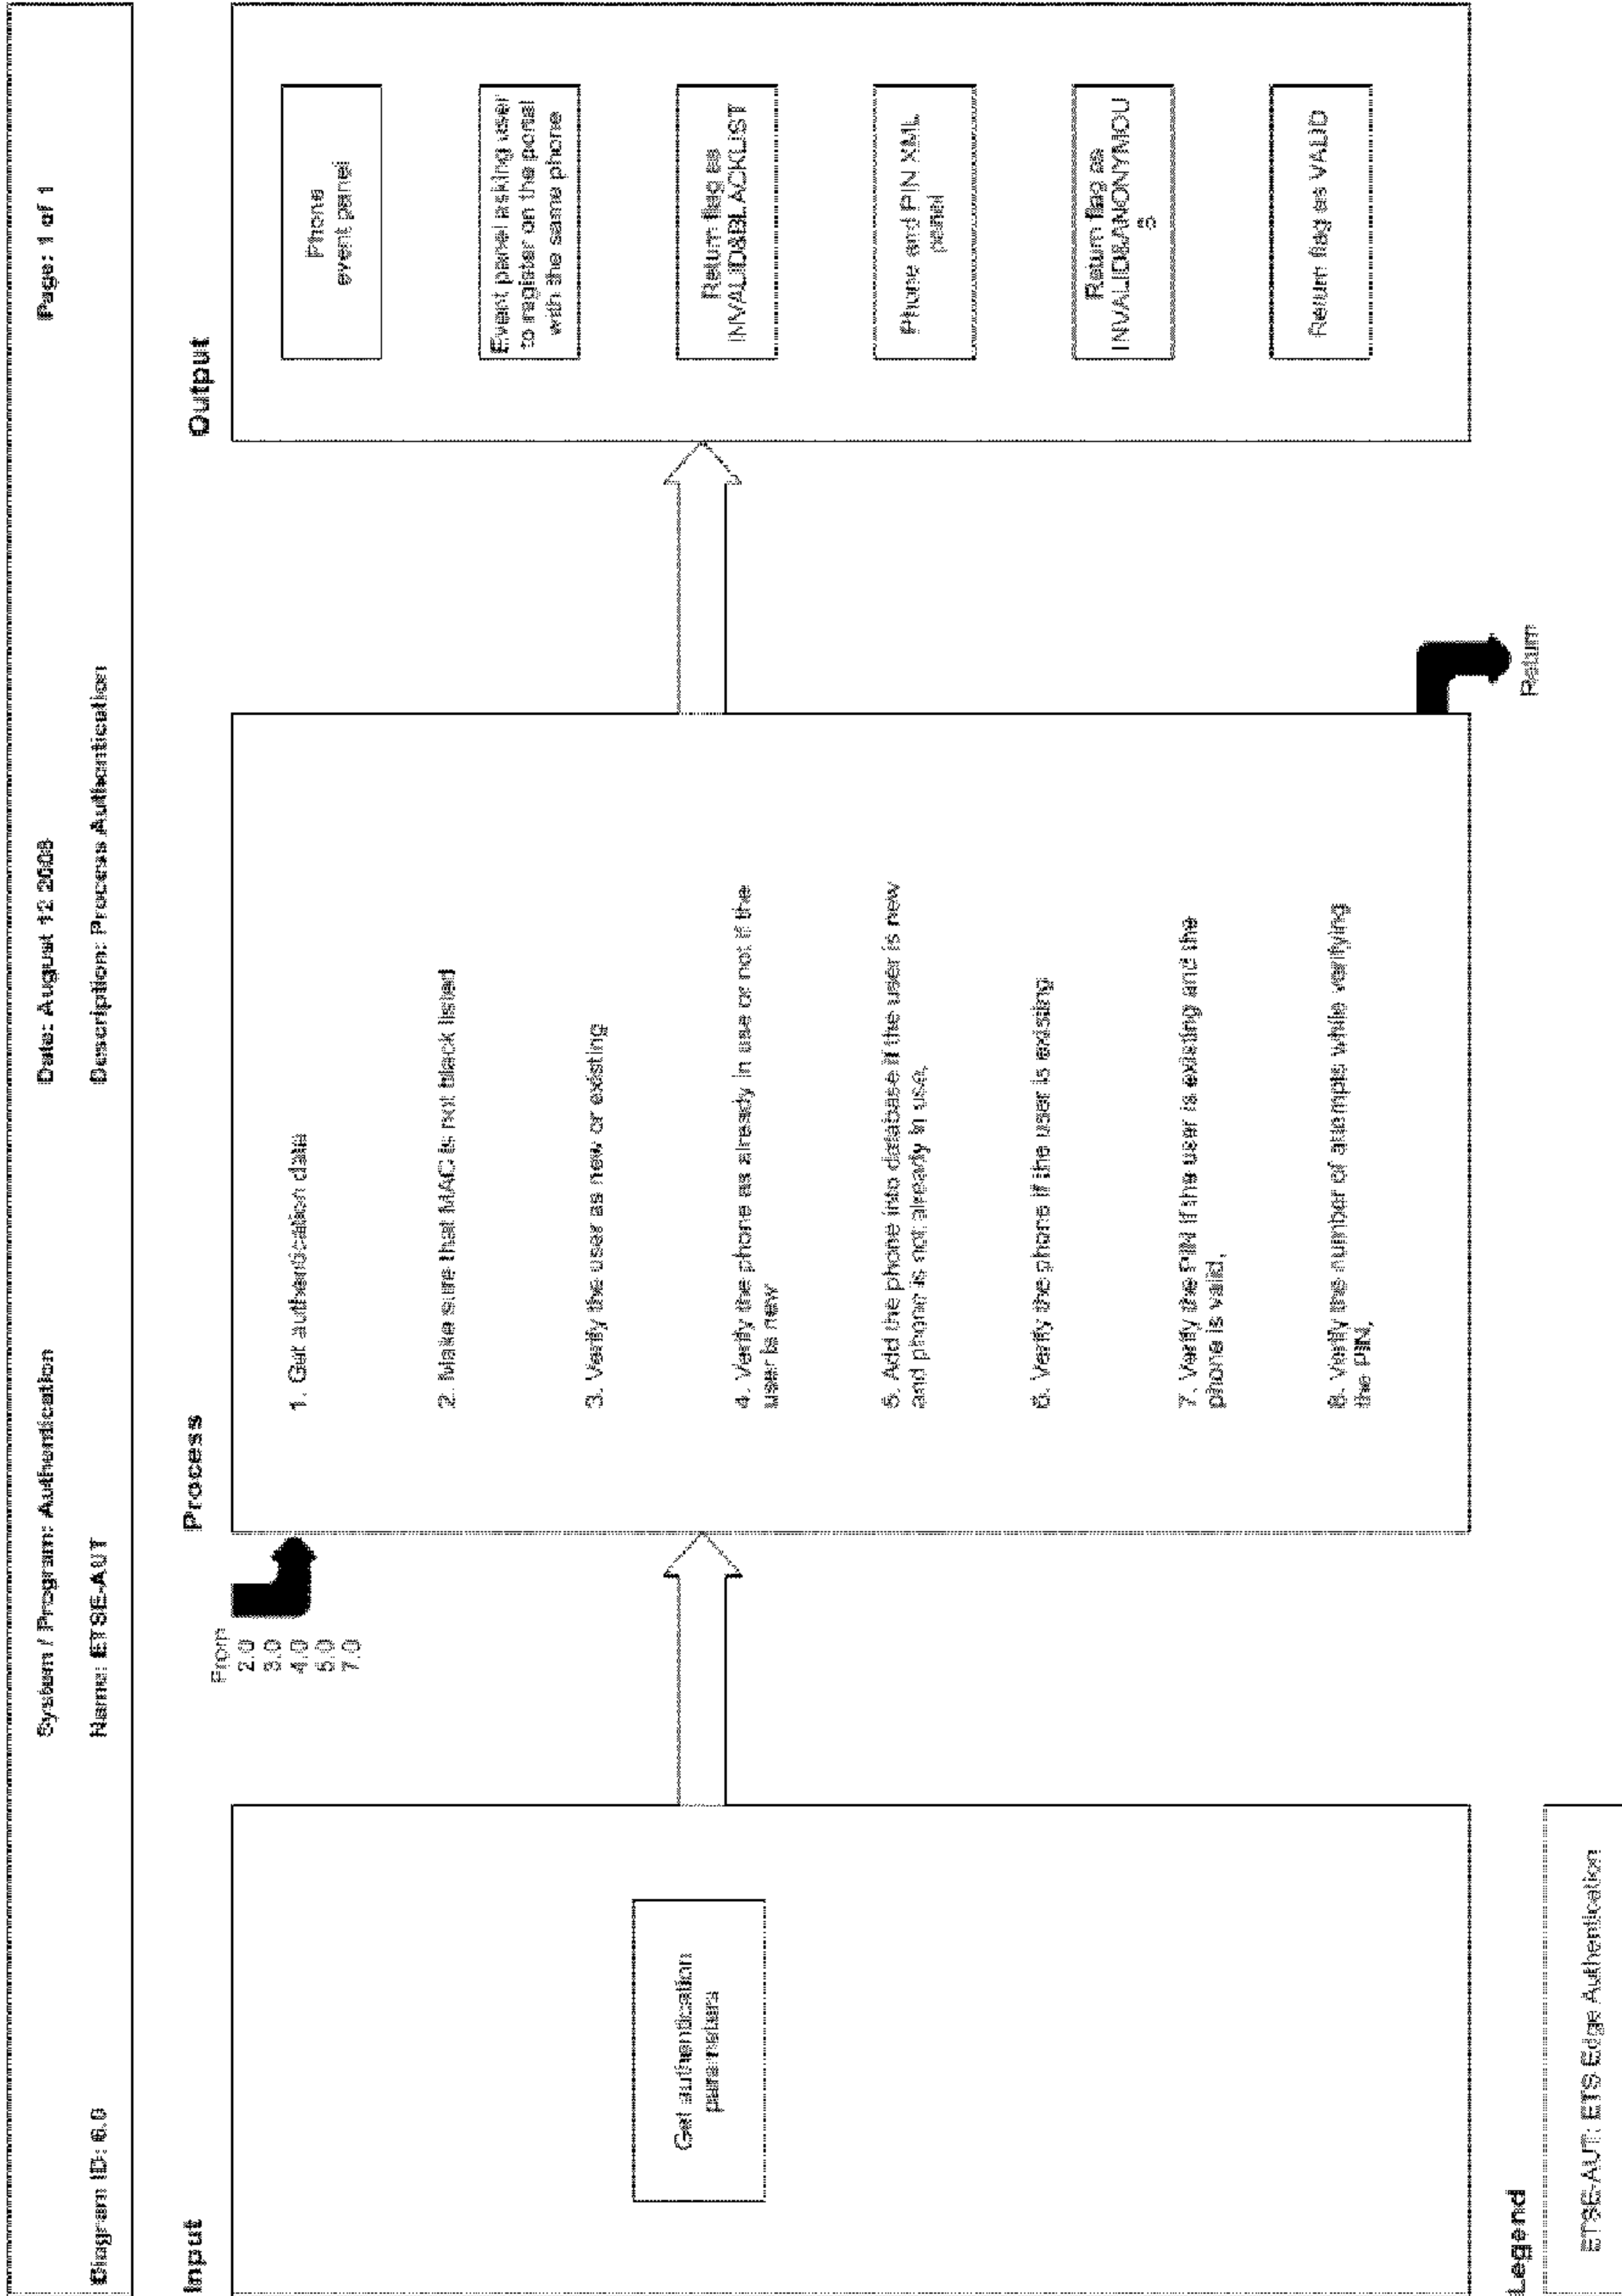 System / Program: Authentication
Date: August 12 2008
Page: 1 of 1
Diagram ID: 6.0
Name: ETSE-AUT
Description: Process Authentication
Input
Process
Output
From
2.0
3.0
4.0
5.0
7.0
Get authentication
parameters
1. Get authentication data
2. Make sure that MAC is not black listed
3. Verify the user as new or existing
4. Verify the phone as already in use or not if the
user is new
5. Add the phone into database if the user is new
and phone is not already in use.
6. Verify the phone if the user is existing
7. Verify the PIN if the user is existing and the
phone is valid.
8. Verify the number of attempts while verifying
the PIN.
Return
Phone
event panel
Event panel asking user
to register on the portal
with the same phone
Return flag as
INVALID&BLACKLIST
Phone and PIN XML
panel
Return flag as
INVALID&ANONYMOU
S
Return flag as VALID
Legend
ETSE-AUT: ETS Edge Authentication